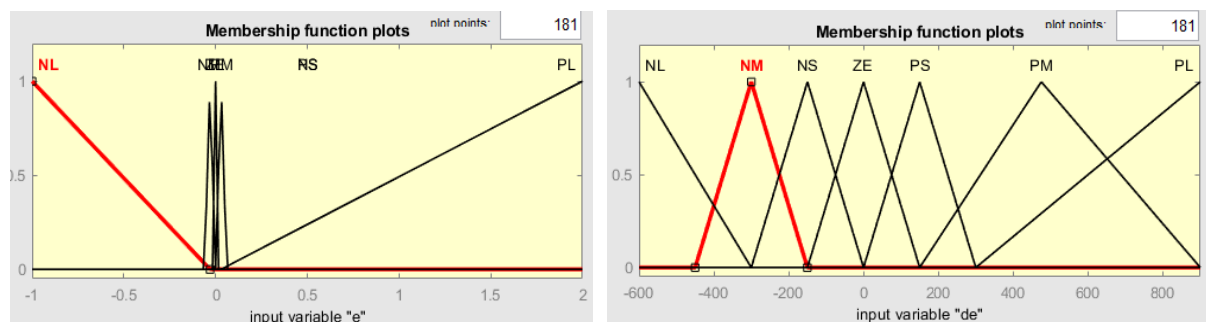 Membership function plots
plot points:
181
NL
PL
1
0.5
0
-1
-0.5
0
0.5
1
1.5
2
input variable "e"
Membership function plots
plot points:
181
NL
NM
NS
ZE
PS
PM
PL
1
0.5
0
-600
-400
-200
0
200
400
600
800
input variable "de"